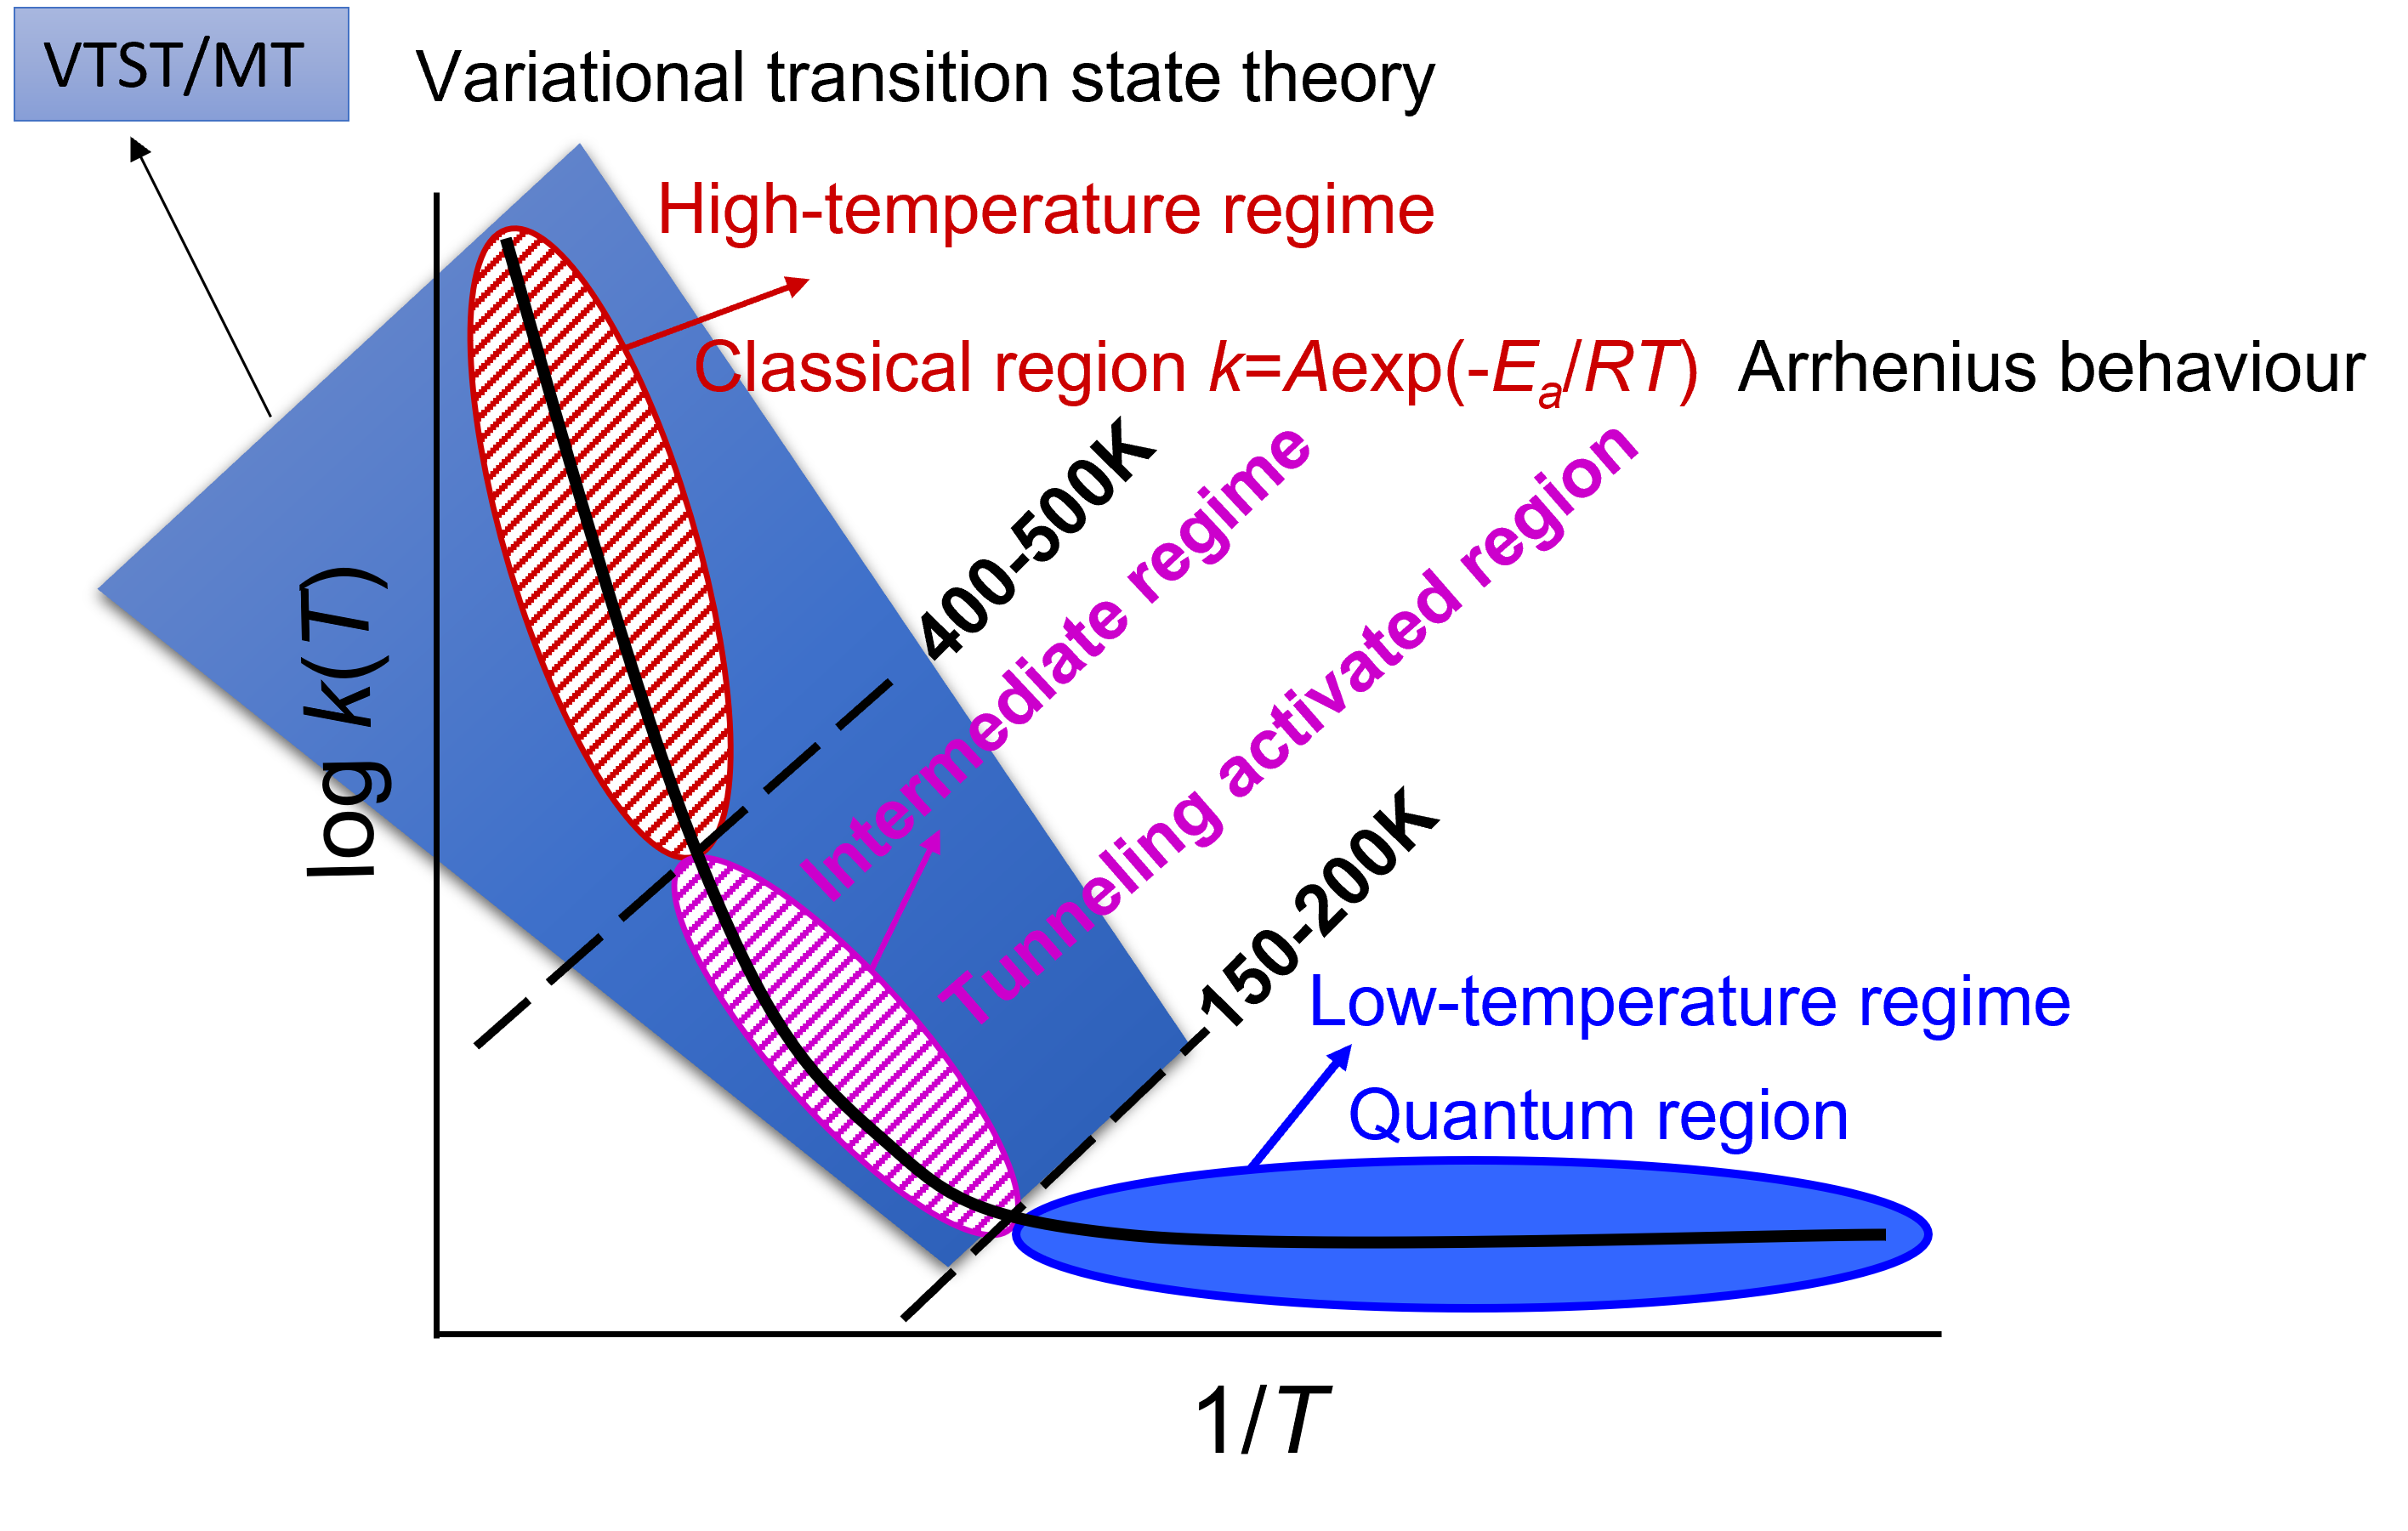 VTST/MT
Variational transition state theory
High-temperature regime
Classical region k=Aexp(-Ea/RT) Arrhenius behaviour
400-500K
Intermediate regime
Tunneling activated region
150-200K
Low-temperature regime
Quantum region
log k(T)
1/T